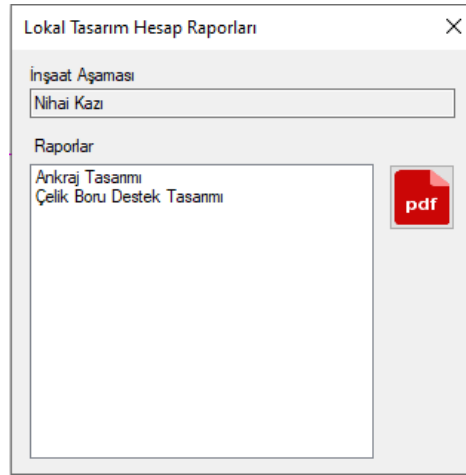 Lokal Tasarım Hesap Raporları
İnşaat Aşaması
Nihai Kazı
Raporlar
Ankraj Tasarımı
Çelik Boru Destek Tasarımı
pdf